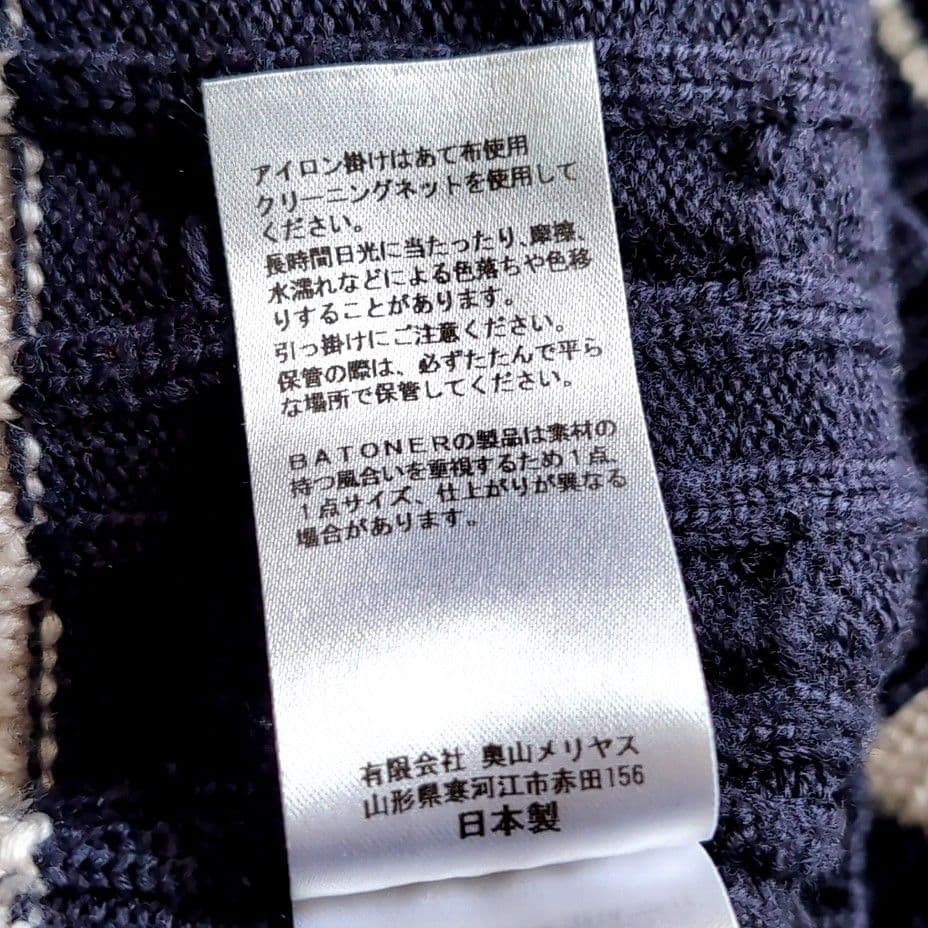 アイロン掛けはあて布使用
クリーニングネットを使用して
ください。
長時間日光に当たったり、摩擦、
水濡れなどによる色落ちや色移
りすることがあります。
引っ掛けにご注意ください。
保管の際は、必ずたたんで平ら
な場所で保管してください。
BATONERの製品は素材の
持つ風合いを重視するため1点、
1点サイズ、仕上がりが異なる
場合があります。
有限会社 奥山メリヤス
山形県寒河江市赤田156
日本製